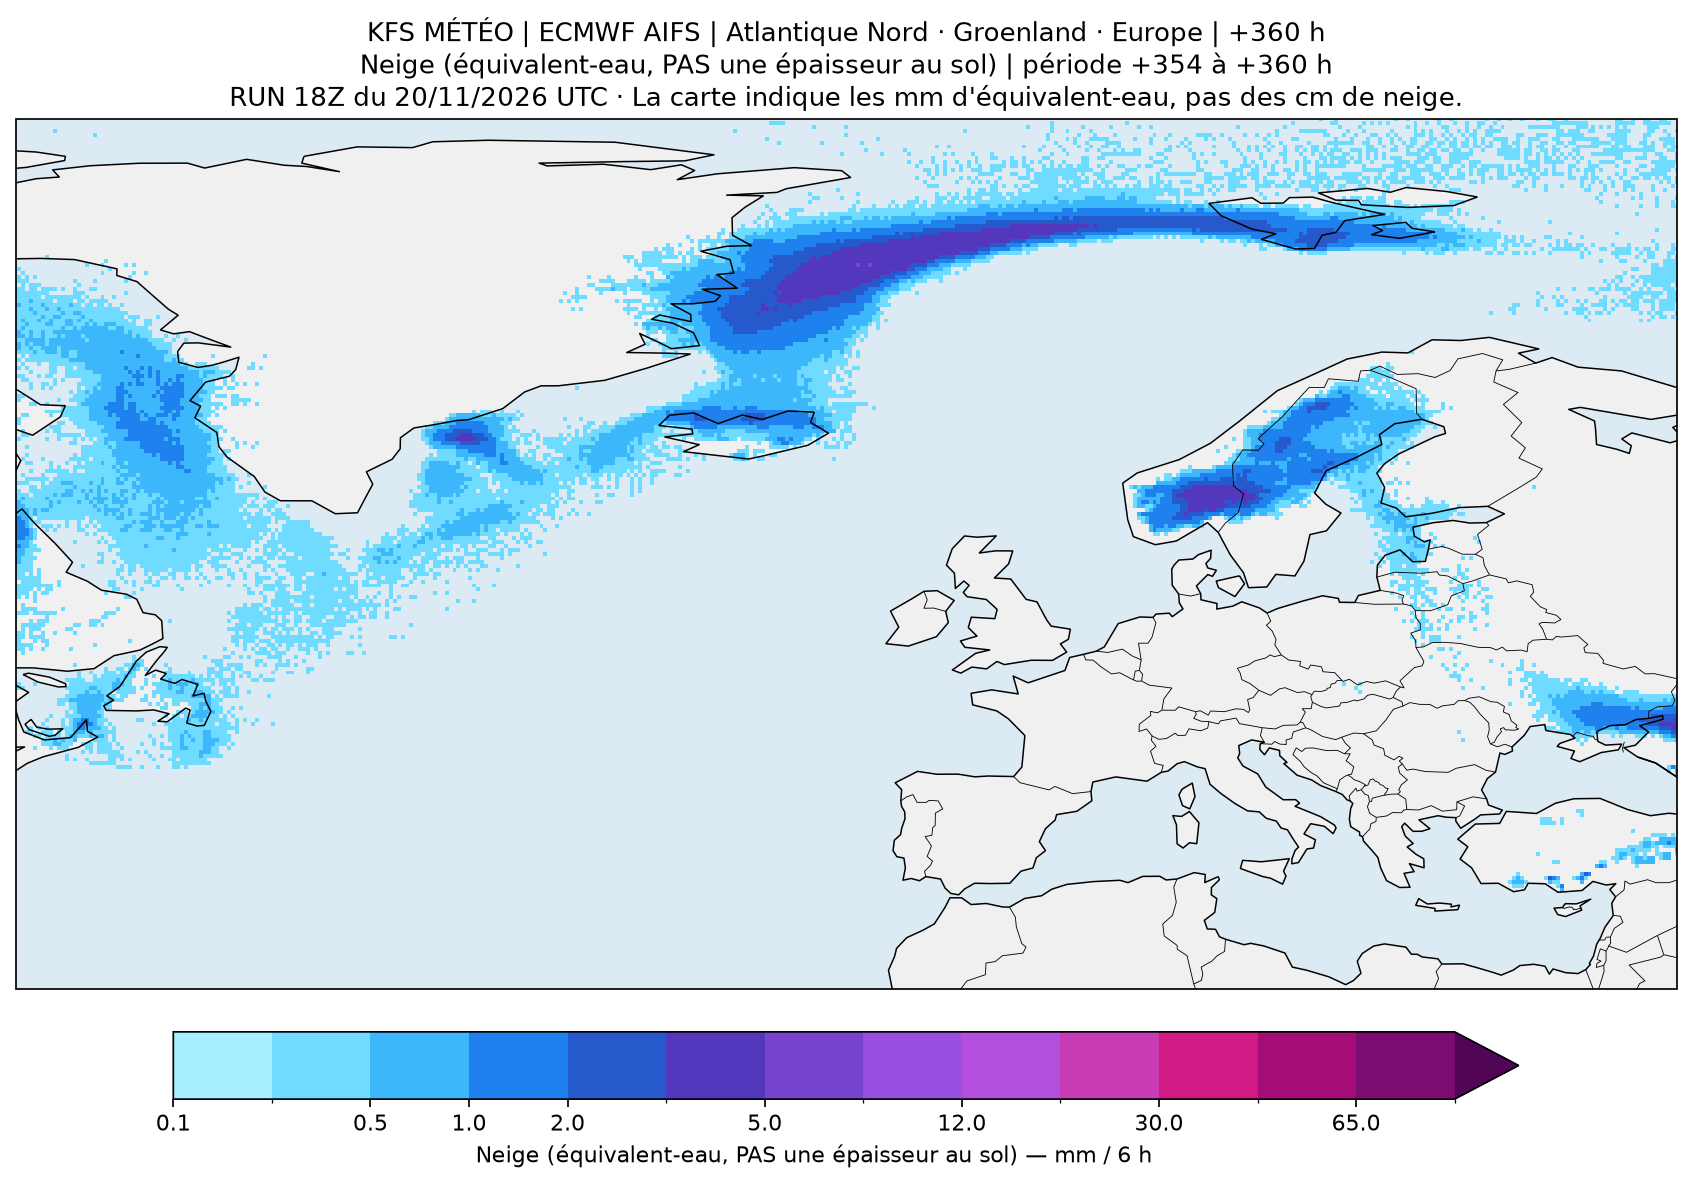 KFS MÉTÉO | ECMWF AIFS | Atlantique Nord · Groenland · Europe | +360 h
Neige (équivalent-eau, PAS une épaisseur au sol) | période +354 à +360 h
RUN 18Z du 20/11/2026 UTC · La carte indique les mm d'équivalent-eau, pas des cm de neige.
0.1 0.5 1.0 2.0 5.0 12.0 30.0 65.0
Neige (équivalent-eau, PAS une épaisseur au sol) — mm / 6 h